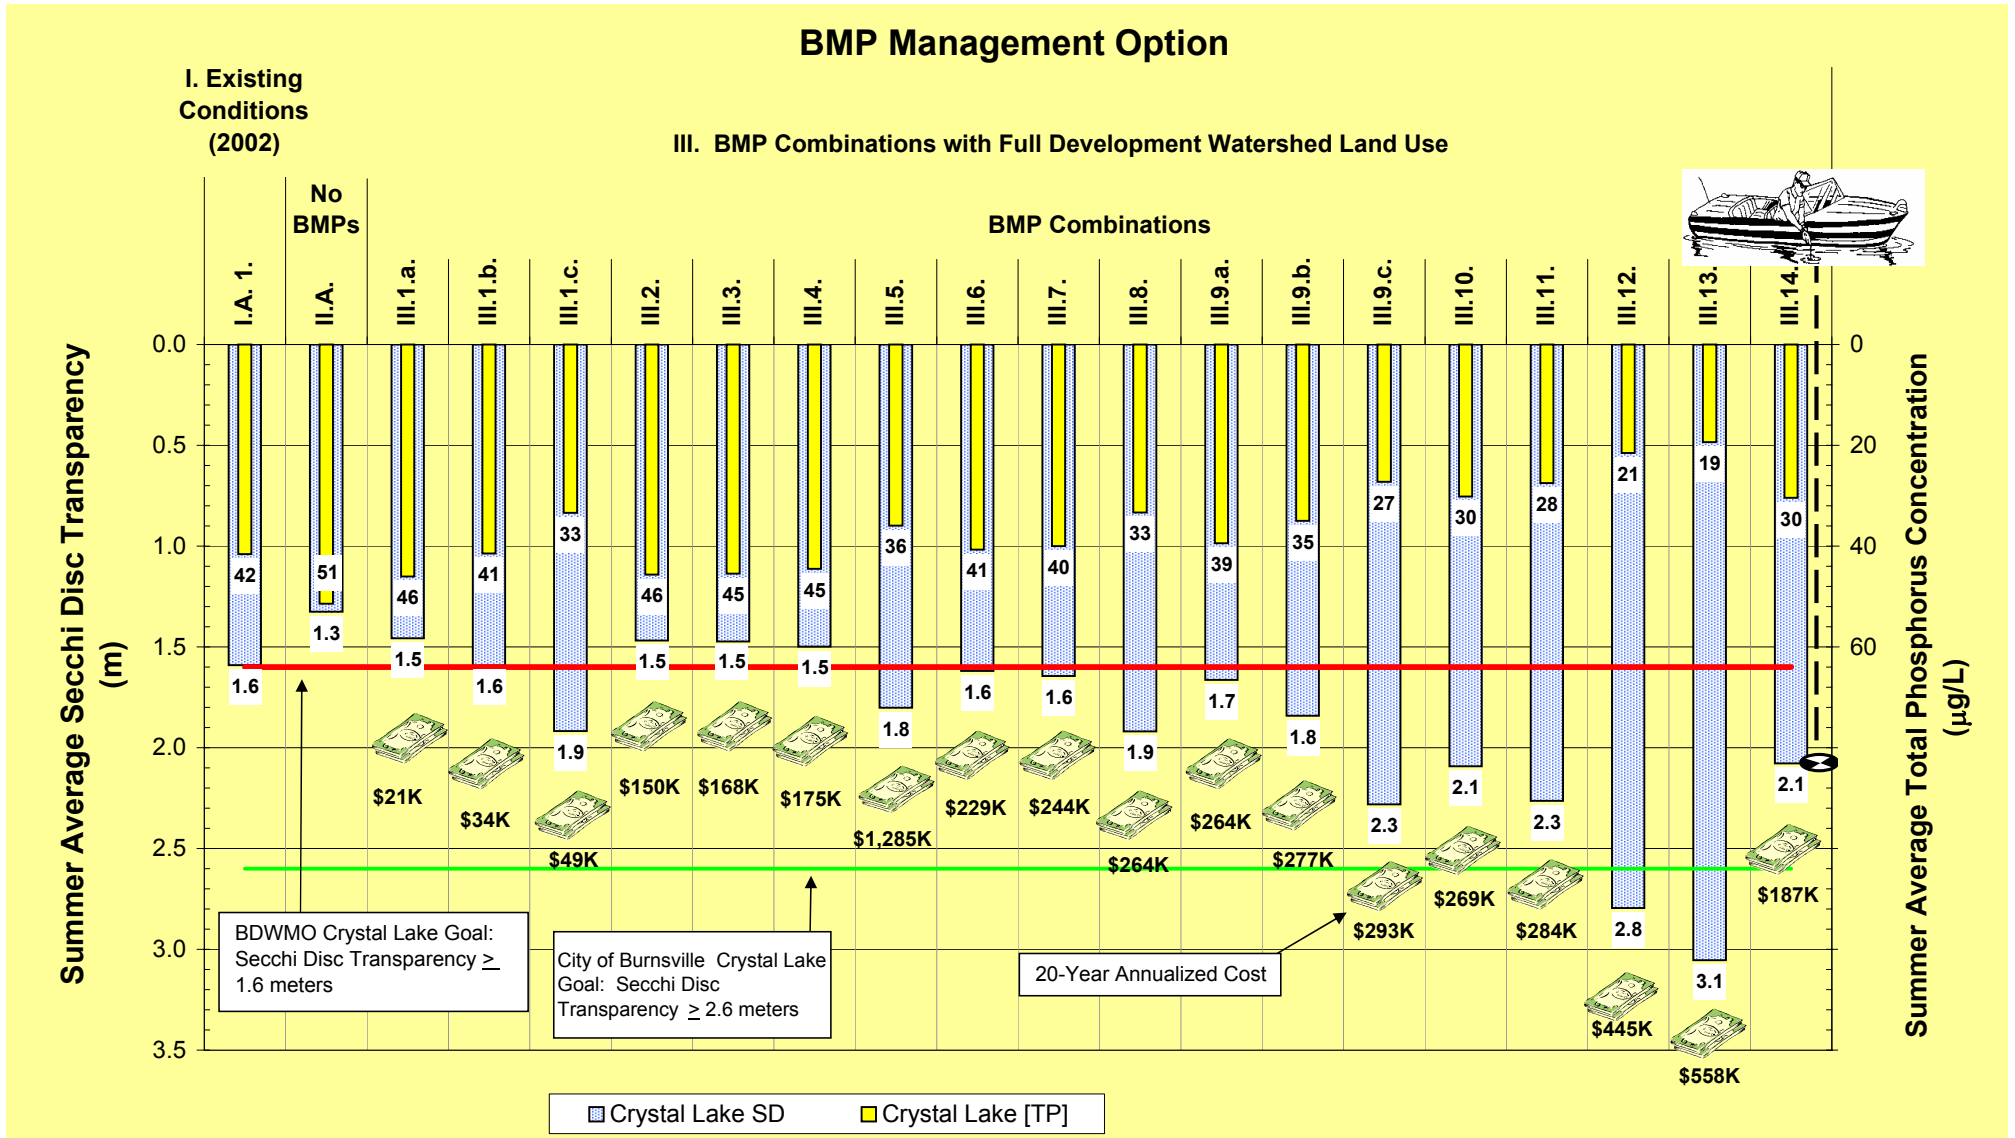 BMP Management Option
I. Existing
Conditions
(2002)
III. BMP Combinations with Full Development Watershed Land Use
No
BMPs
BMP Combinations
I.A. 1.
II.A.
III.1.a.
III.1.b.
III.1.c.
III.2.
III.3.
III.4.
III.5.
III.6.
III.7.
III.8.
III.9.a.
III.9.b.
III.9.c.
III.10.
III.11.
III.12.
III.13.
III.14.
Summer Average Secchi Disc Transparency
(m)
0.0
0.5
1.0
1.5
2.0
2.5
3.0
3.5
0
20
40
60
Summer Average Total Phosphorus Concentration
(µg/L)
42
51
46
41
33
46
45
45
36
41
40
33
39
35
27
30
28
21
19
30
1.6
1.3
1.5
1.6
1.9
1.5
1.5
1.5
1.8
1.6
1.6
1.9
1.7
1.8
2.3
2.1
2.3
2.8
3.1
2.1
$21K
$34K
$49K
$150K
$168K
$175K
$1,285K
$229K
$244K
$264K
$264K
$277K
$293K
$269K
$284K
$445K
$558K
$187K
BDWMO Crystal Lake Goal:
Secchi Disc Transparency >
1.6 meters
City of Burnsville Crystal Lake
Goal: Secchi Disc
Transparency > 2.6 meters
20-Year Annualized Cost
Crystal Lake SD
Crystal Lake [TP]